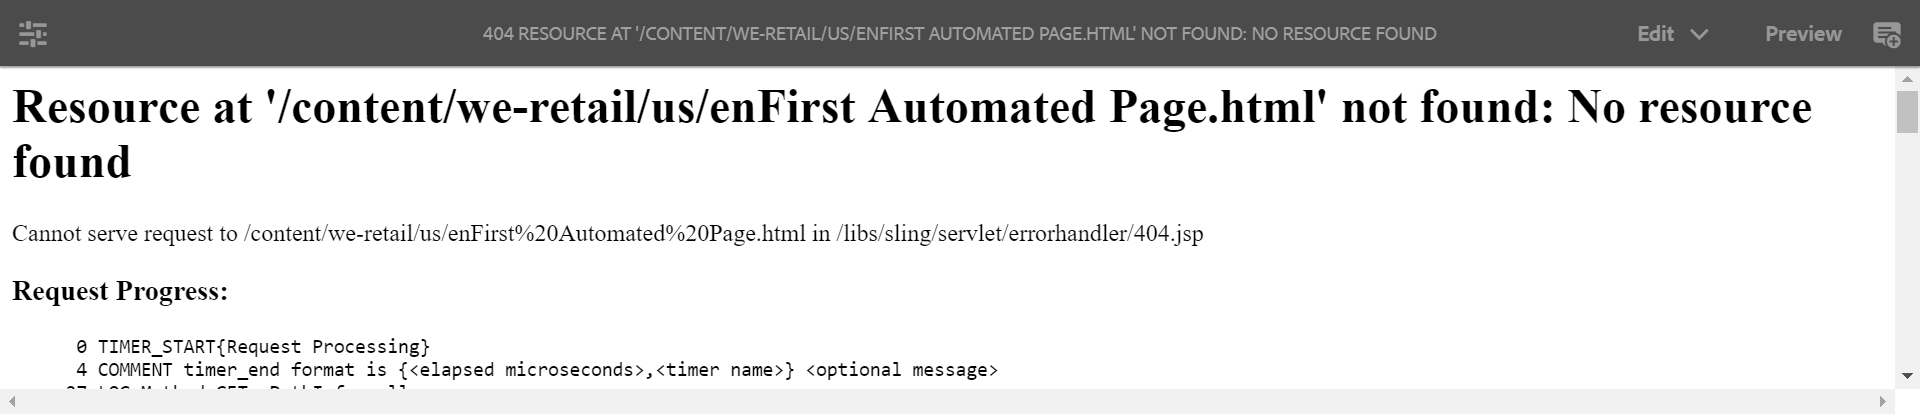 404 RESOURCE AT '/CONTENT/WE-RETAIL/US/ENFIRST AUTOMATED PAGE.HTML' NOT FOUND: NO RESOURCE FOUND
Edit
Preview
Resource at '/content/we-retail/us/enFirst Automated Page.html' not found: No resource
found
Cannot serve request to /content/we-retail/us/enFirst%20Automated%20Page.html in /libs/sling/servlet/errorhandler/404.jsp
Request Progress:
0 TIMER_START{Request Processing}
4 COMMENT timer_end format is {<elapsed microseconds>,<timer name>} <optional message>